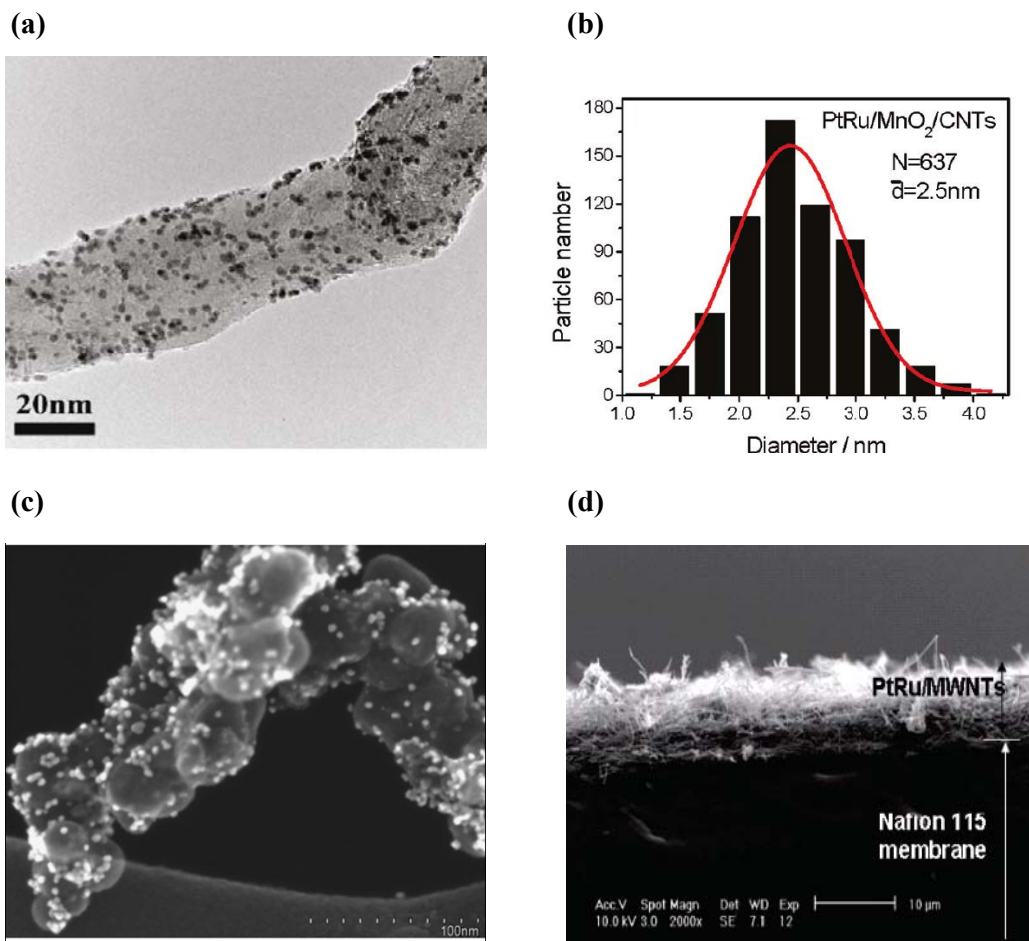 (a)
20nm
(b)
PtRu/MnO₂/CNTs
N=637
d̄=2.5nm
Particle namber
180
150
120
90
60
30
0
1.0 1.5 2.0 2.5 3.0 3.5 4.0
Diameter / nm
(c)
100nm
(d)
PtRu/MWNTs
Nafion 115
membrane
Acc.V Spot Magn Det WD Exp
10.0 kV 3.0 2000x SE 7.1 12
10 μm